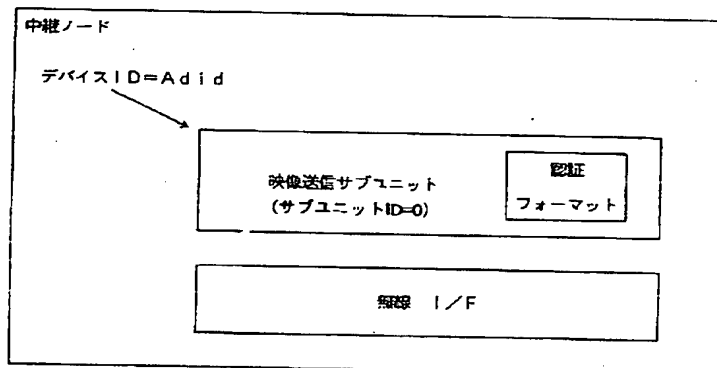 中継ノード
デバイスID=Adid
認証
映像送信サブユニット
フォーマット
(サブユニットID=0)
無線 I/F